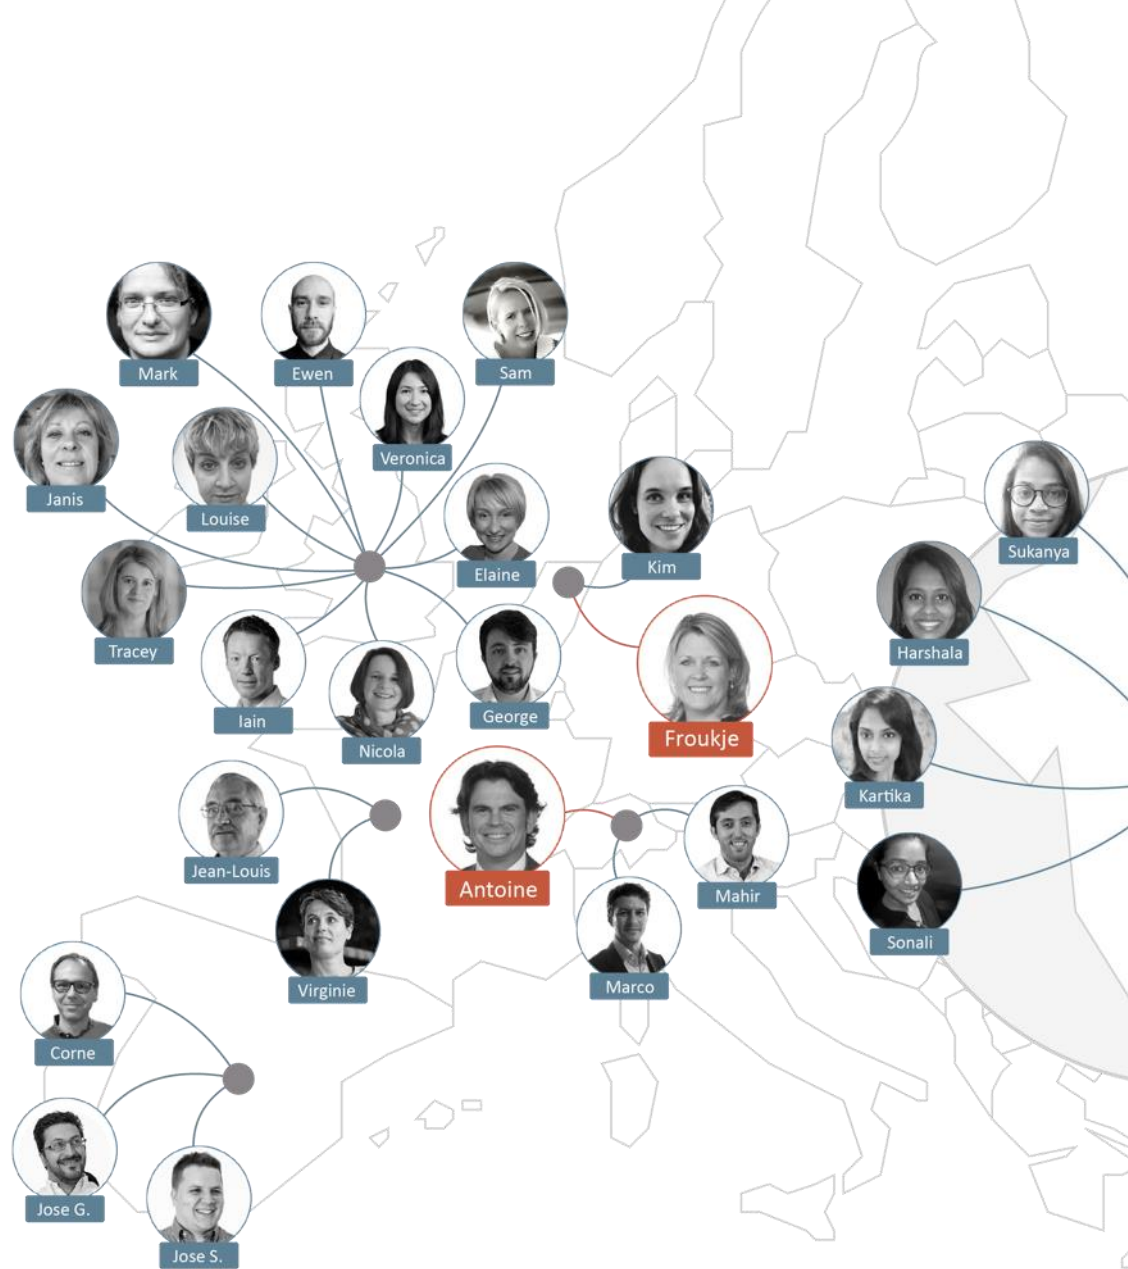 Mark
Ewen
Sam
Veronica
Janis
Louise
Elaine
Kim
Sukanya
Tracey
Harshala
Iain
George
Froukje
Nicola
Kartika
Jean-Louis
Antoine
Mahir
Sonali
Virginie
Marco
Corne
Jose G.
Jose S.